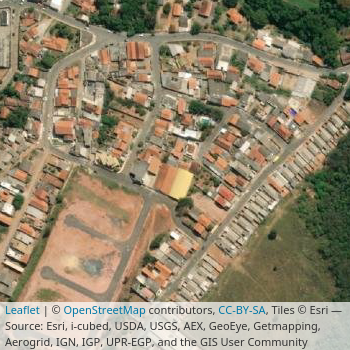 Leaflet | © OpenStreetMap contributors, CC-BY-SA, Tiles © Esri —
Source: Esri, i-cubed, USDA, USGS, AEX, GeoEye, Getmapping,
Aerogrid, IGN, IGP, UPR-EGP, and the GIS User Community